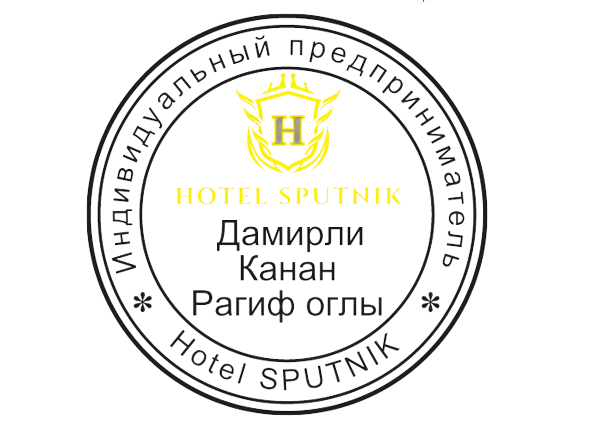 Индивидуальный предприниматель
H
HOTEL SPUTNIK
Дамирли
Канан
Рагиф оглы
* Hotel SPUTNIK *